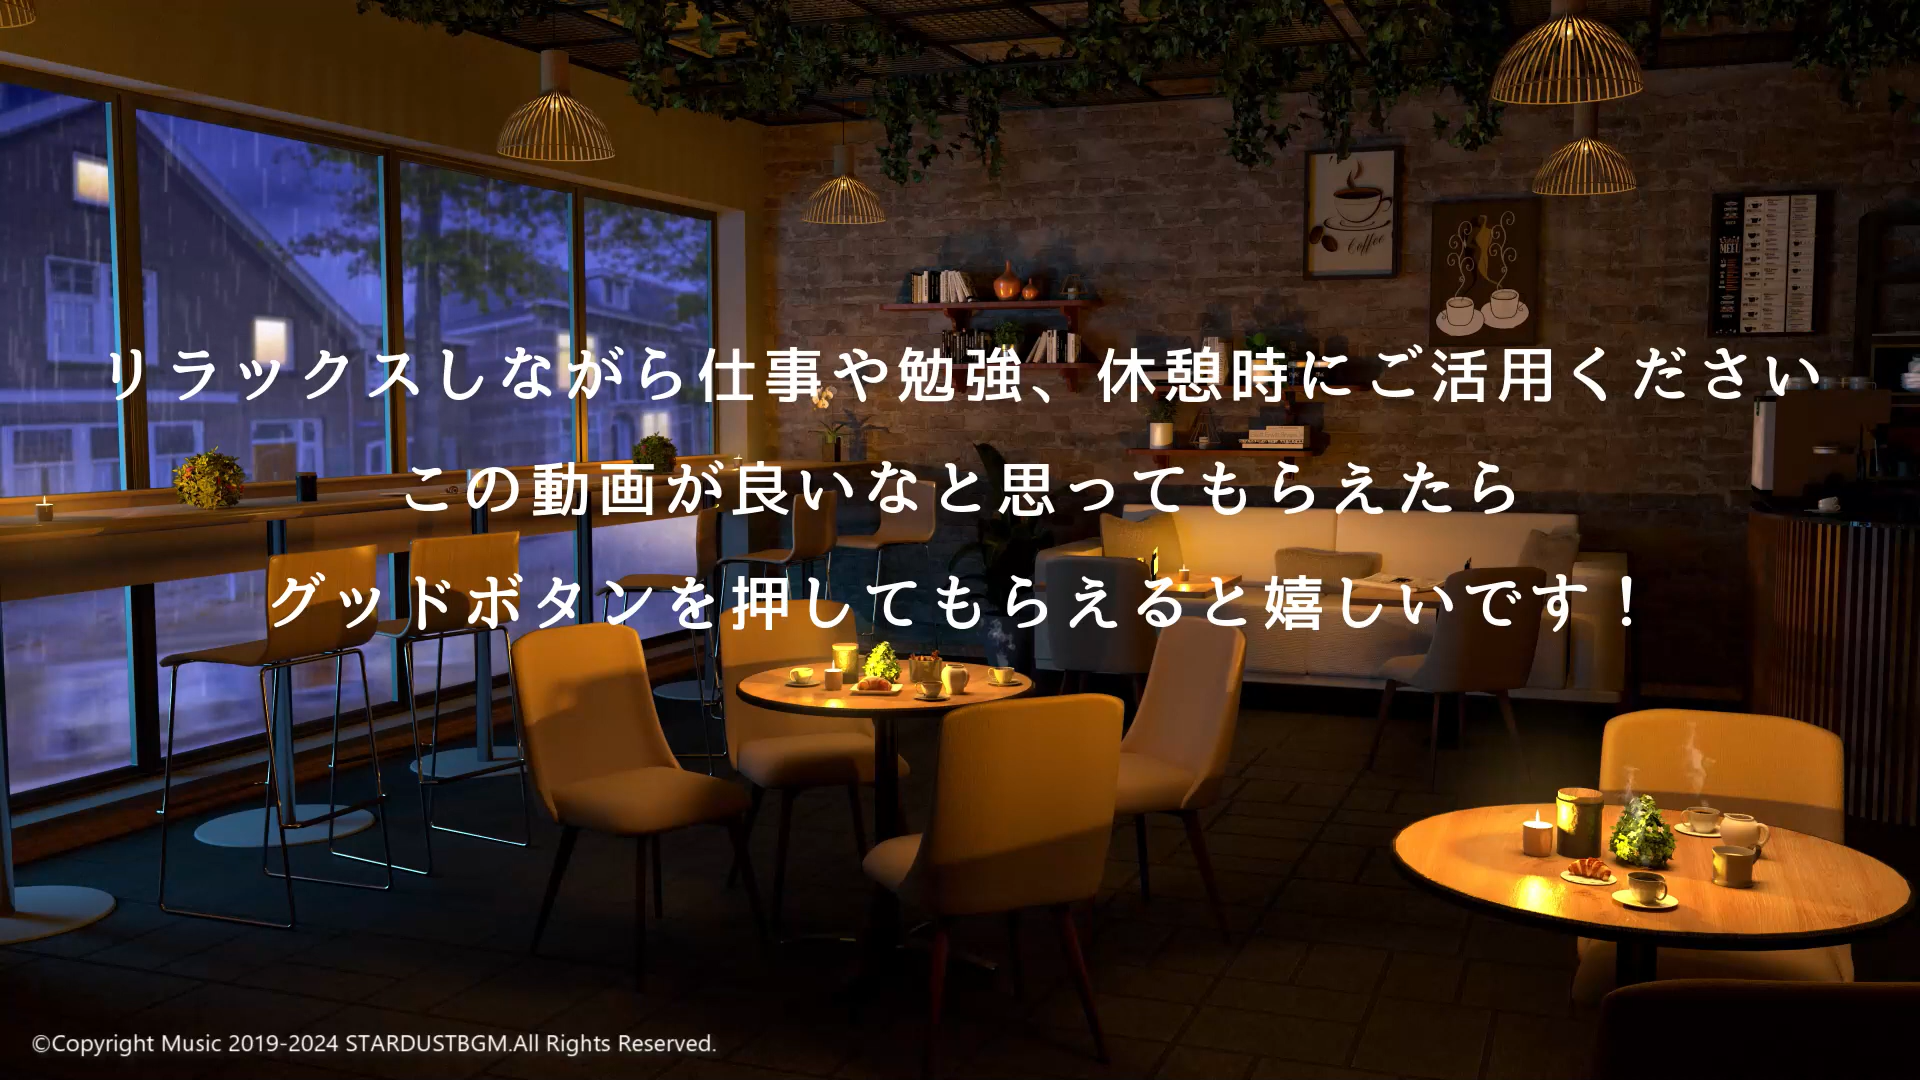 Coffee
リラックスしながら仕事や勉強、休憩時にご活用ください
この動画が良いなと思ってもらえたら
グッドボタンを押してもらえると嬉しいです！
©Copyright Music 2019-2024 STARDUSTBGM.All Rights Reserved.